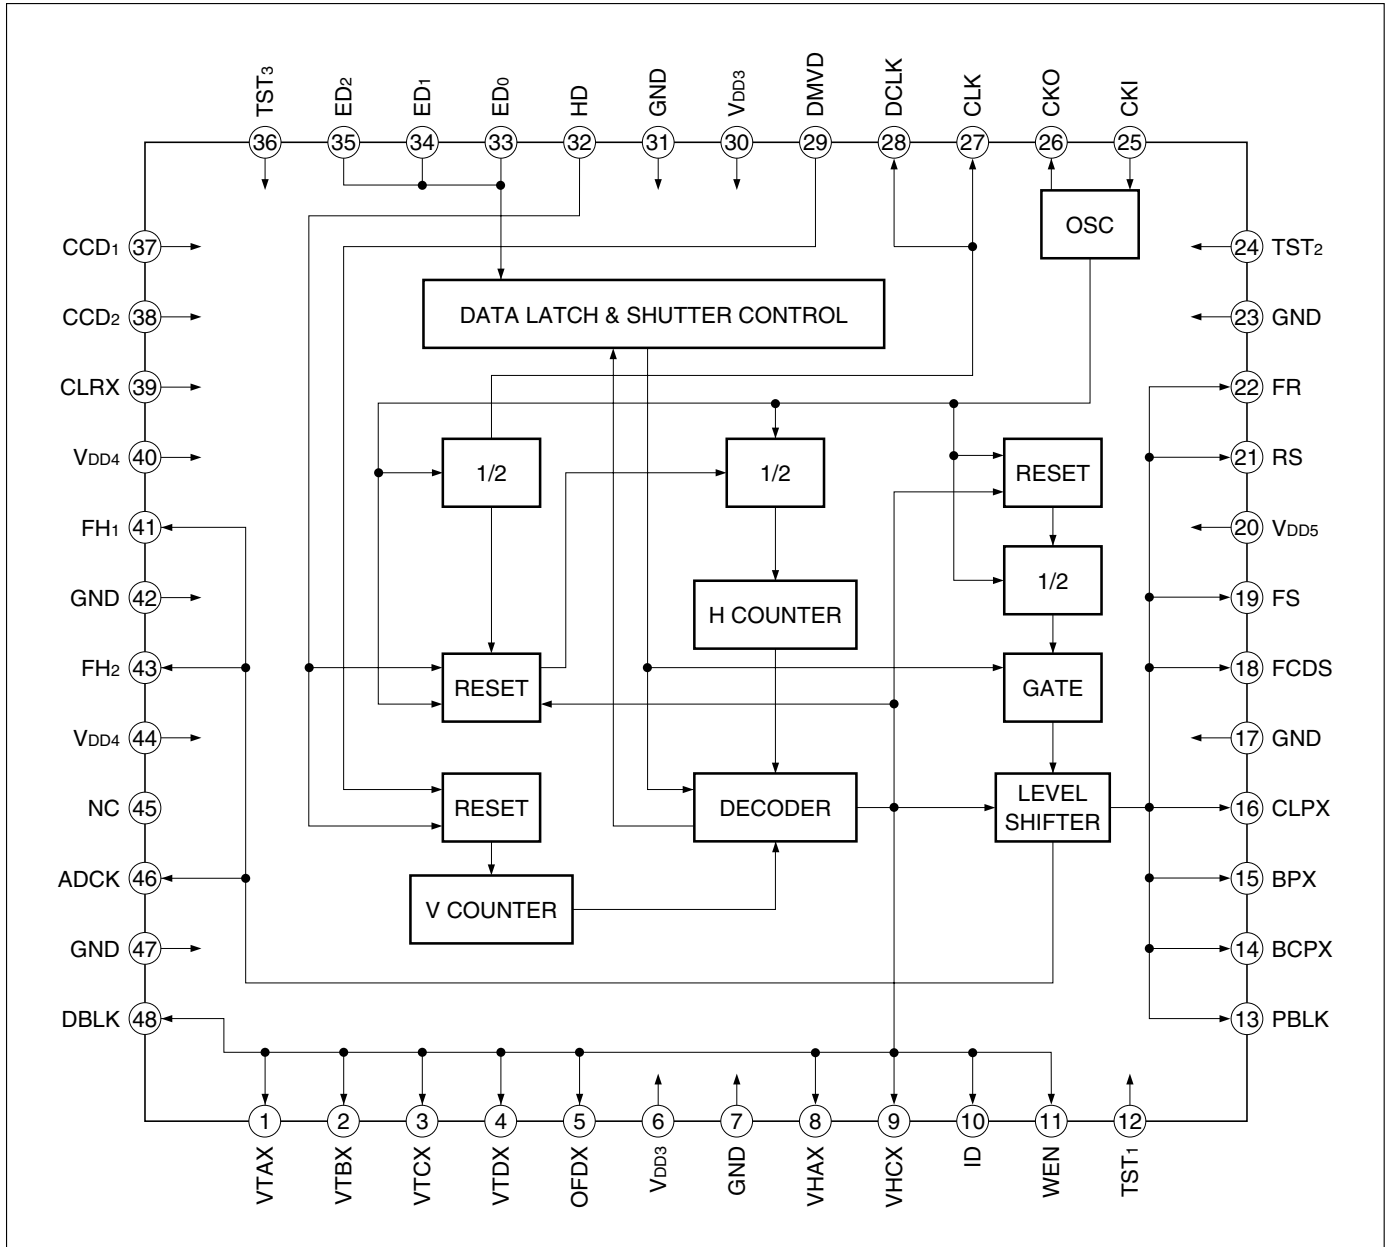 TST3
ED2
ED1
ED0
HD
GND
VDD3
DMVD
DCLK
CLK
CKO
CKI
36
35
34
33
32
31
30
29
28
27
26
25
OSC
CCD1 37
24 TST2
CCD2 38
23 GND
DATA LATCH & SHUTTER CONTROL
CLRX 39
22 FR
VDD4 40
21 RS
1/2
1/2
RESET
FH1 41
20 VDD5
1/2
GND 42
19 FS
H COUNTER
FH2 43
18 FCDS
RESET
GATE
VDD4 44
17 GND
NC 45
16 CLPX
RESET
DECODER
LEVEL
SHIFTER
ADCK 46
15 BPX
V COUNTER
GND 47
14 BCPX
DBLK 48
13 PBLK
1
2
3
4
5
6
7
8
9
10
11
12
VTAX
VTBX
VTCX
VTDX
OFDX
VDD3
GND
VHAX
VHCX
ID
WEN
TST1